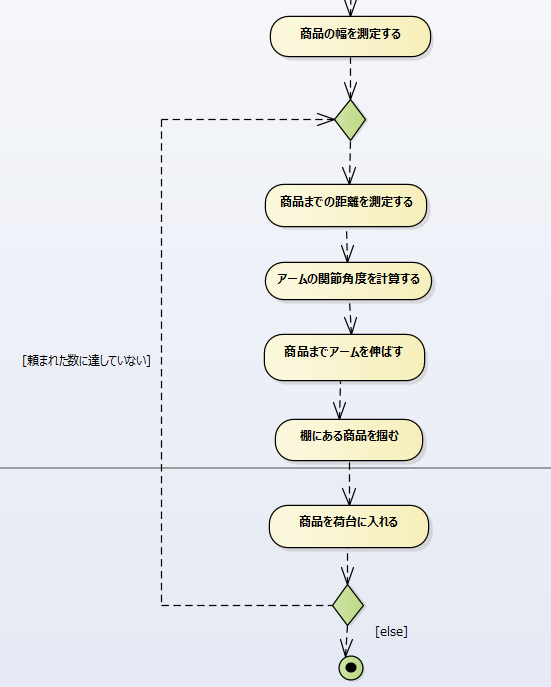 商品の幅を測定する
商品までの距離を測定する
アームの関節角度を計算する
商品までアームを伸ばす
[頼まれた数に達していない]
棚にある商品を掴む
商品を荷台に入れる
[else]